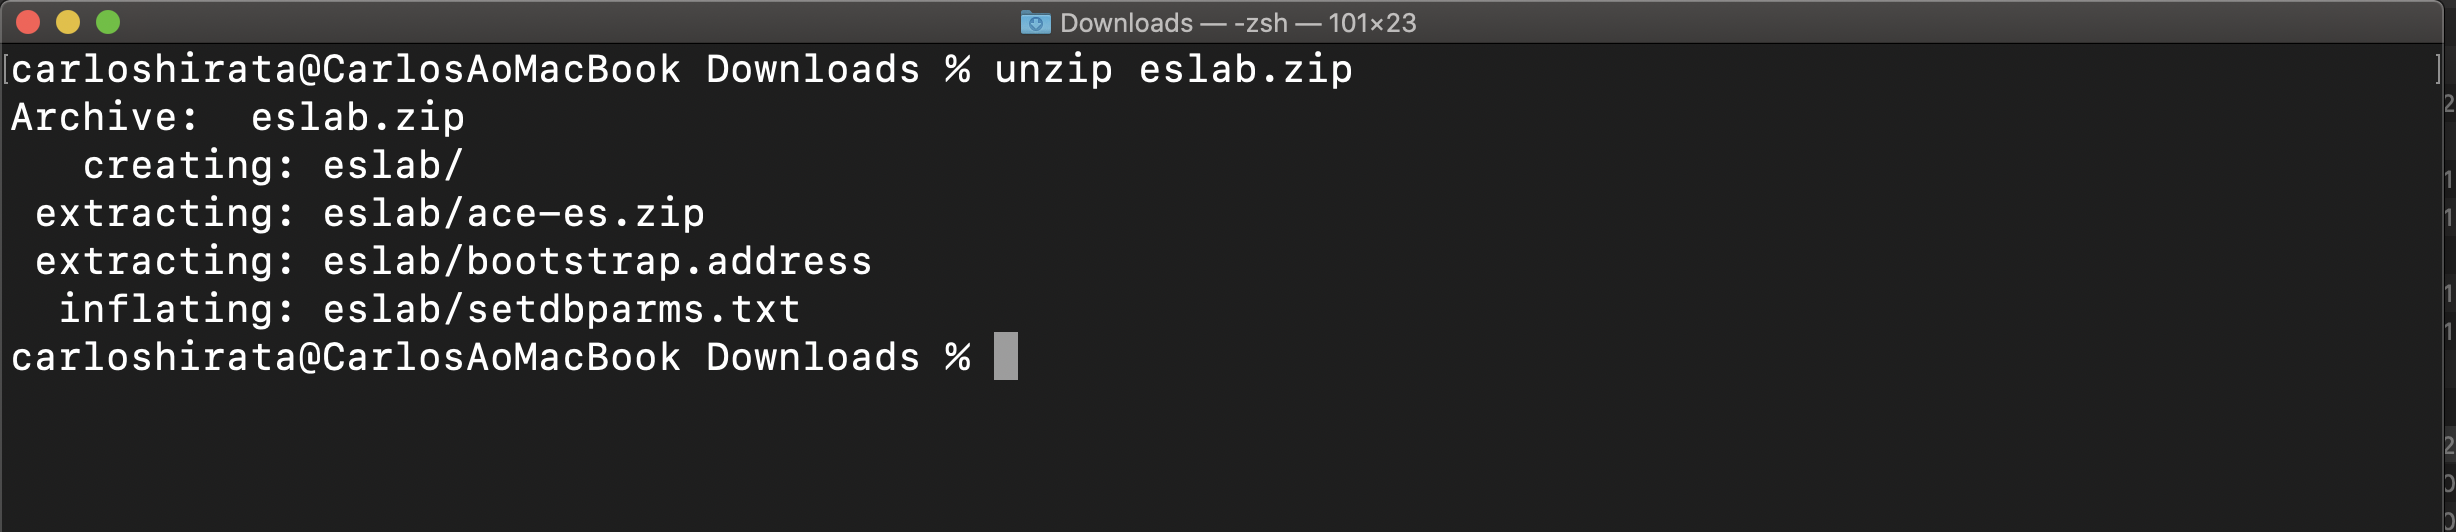 Downloads — -zsh — 101×23
[carloshirata@CarlosAoMacBook Downloads % unzip eslab.zip ]
Archive:  eslab.zip
   creating: eslab/
 extracting: eslab/ace-es.zip
 extracting: eslab/bootstrap.address
  inflating: eslab/setdbparms.txt
carloshirata@CarlosAoMacBook Downloads %